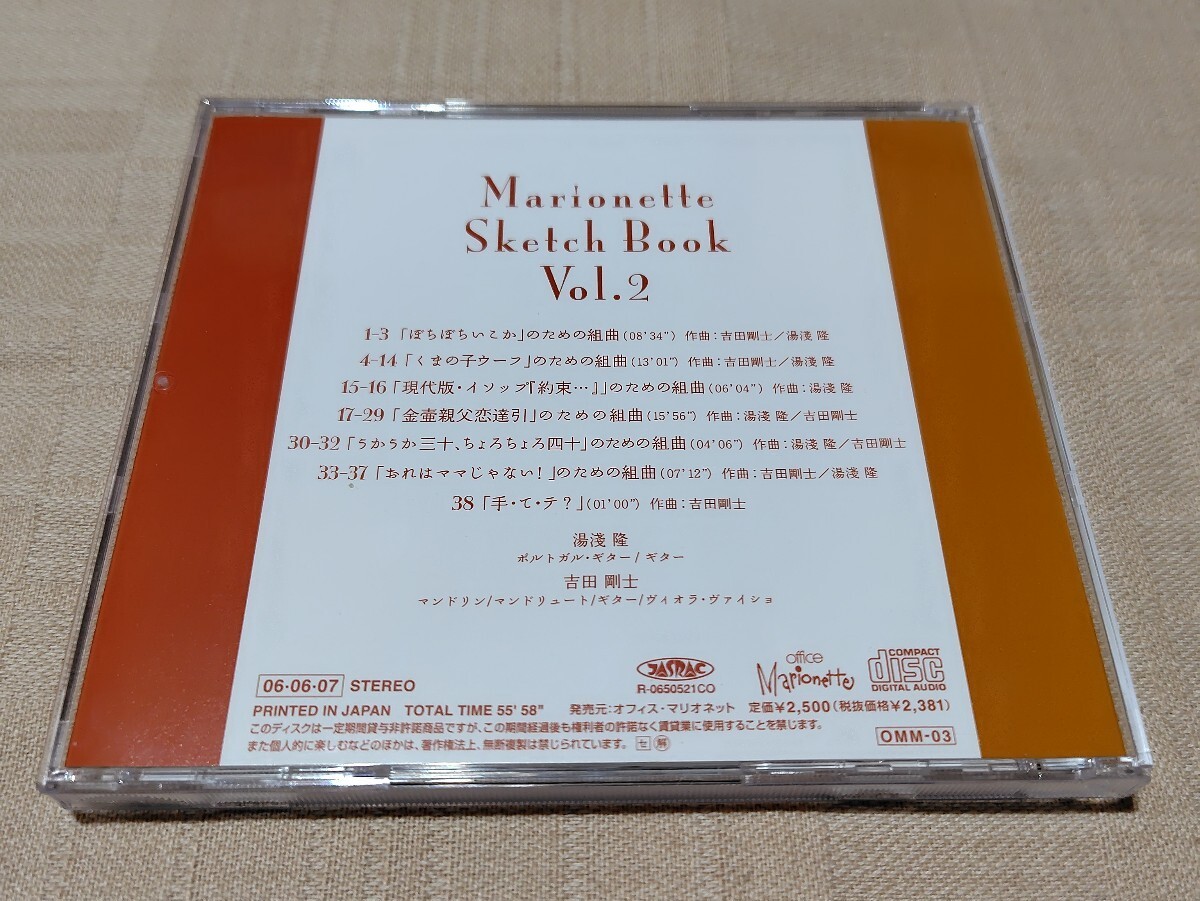 Marionette
Sketch Book
Vol.2
1-3「ぼちぼちいこか」のための組曲(08'34") 作曲:吉田剛士/湯淺 隆
4-14「くまの子ウーフ」のための組曲(13'01") 作曲:吉田剛士/湯淺 隆
15-16「現代版・イソップ『約束…』」のための組曲(06'04") 作曲:湯淺 隆
17-29「金壺親父恋達引」のための組曲(15'56") 作曲:湯淺 隆/吉田剛士
30-32「うかうか三十、ちょろちょろ四十」のための組曲(04'06") 作曲:湯淺 隆/吉田剛士
33-37「おれはママじゃない!」のための組曲(07'12") 作曲:吉田剛士/湯淺 隆
38「手・て・テ?」(01'00") 作曲:吉田剛士
湯淺 隆
ポルトガル・ギター/ギター
吉田 剛士
マンドリン/マンドリュート/ギター/ヴィオラ・ヴァイショ
06・06・07 STEREO
JASRAC
R-0650521CO
office
Marionette
COMPACT
disc
DIGITAL AUDIO
PRINTED IN JAPAN TOTAL TIME 55' 58" 発売元:オフィス・マリオネット 定価¥2,500(税抜価格¥2,381)
このディスクは一定期間貸与非許諾商品ですが、この期間経過後も権利者の許諾なく賃貸業に使用することを禁じます。
また個人的に楽しむなどのほかは、著作権法上、無断複製は禁じられています。 セ 解
OMM-03